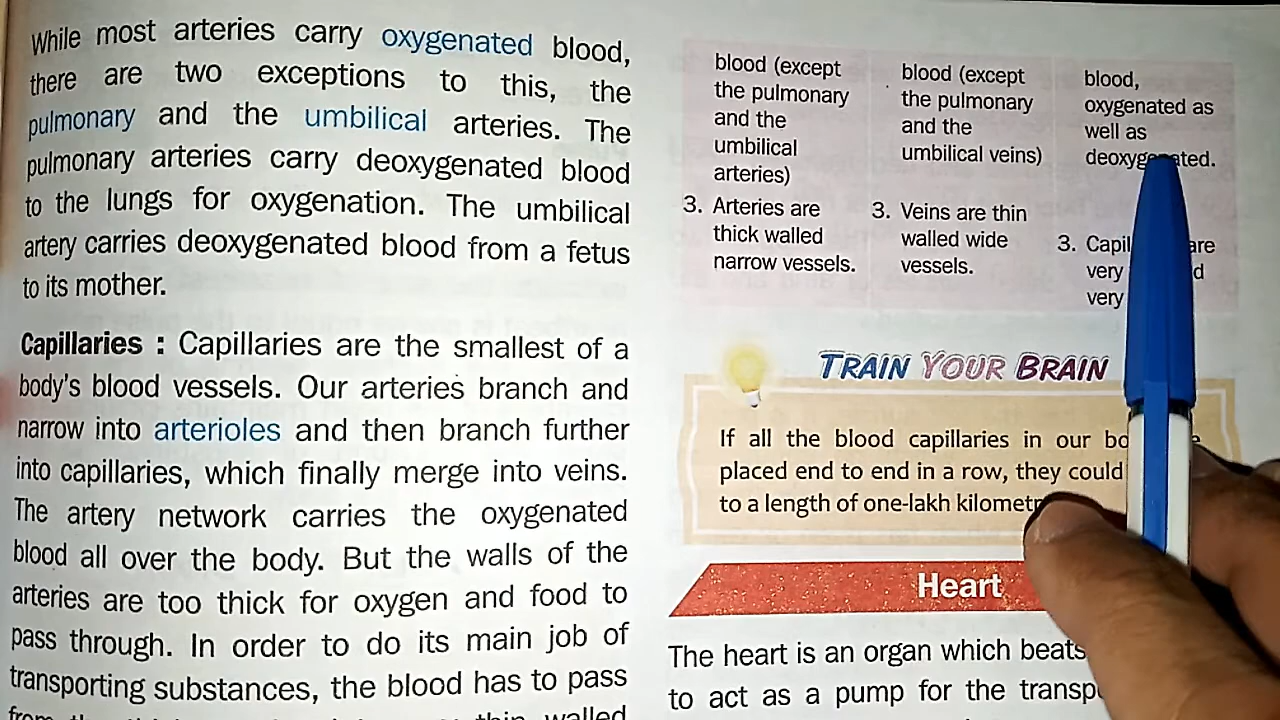 While most arteries carry oxygenated blood,
there are two exceptions to this, the
pulmonary and the umbilical arteries. The
pulmonary arteries carry deoxygenated blood
to the lungs for oxygenation. The umbilical
artery carries deoxygenated blood from a fetus
to its mother.
Capillaries : Capillaries are the smallest of a
body's blood vessels. Our arteries branch and
narrow into arterioles and then branch further
into capillaries, which finally merge into veins.
The artery network carries the oxygenated
blood all over the body. But the walls of the
arteries are too thick for oxygen and food to
pass through. In order to do its main job of
transporting substances, the blood has to pass
walled
blood (except
the pulmonary
and the
umbilical
arteries)
3. Arteries are
thick walled
narrow vessels.
blood (except
the pulmonary
and the
umbilical veins)
3. Veins are thin
walled wide
vessels.
blood,
oxygenated as
well as
deoxygenated.
3. are
very
very
TRAIN YOUR BRAIN
If all the blood capillaries in our
placed end to end in a row, they could
to a length of one-lakh
Heart
The heart is an organ which beats
to act as a pump for the